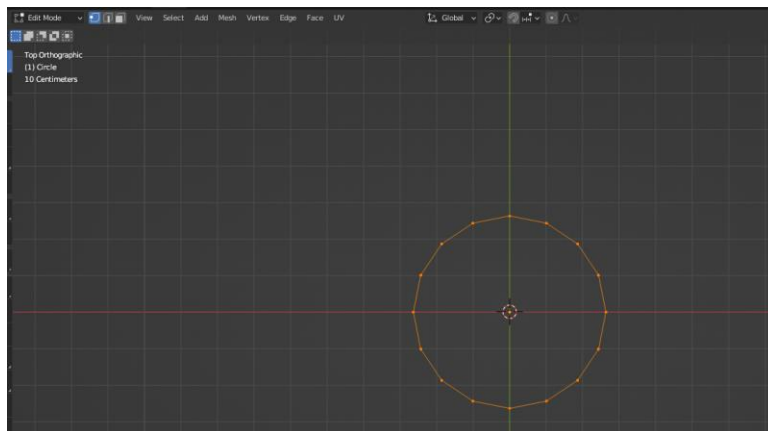 Edit Mode View Select Add Mesh Vertex Edge Face UV Global
Top Orthographic
(1) Circle
10 Centimeters